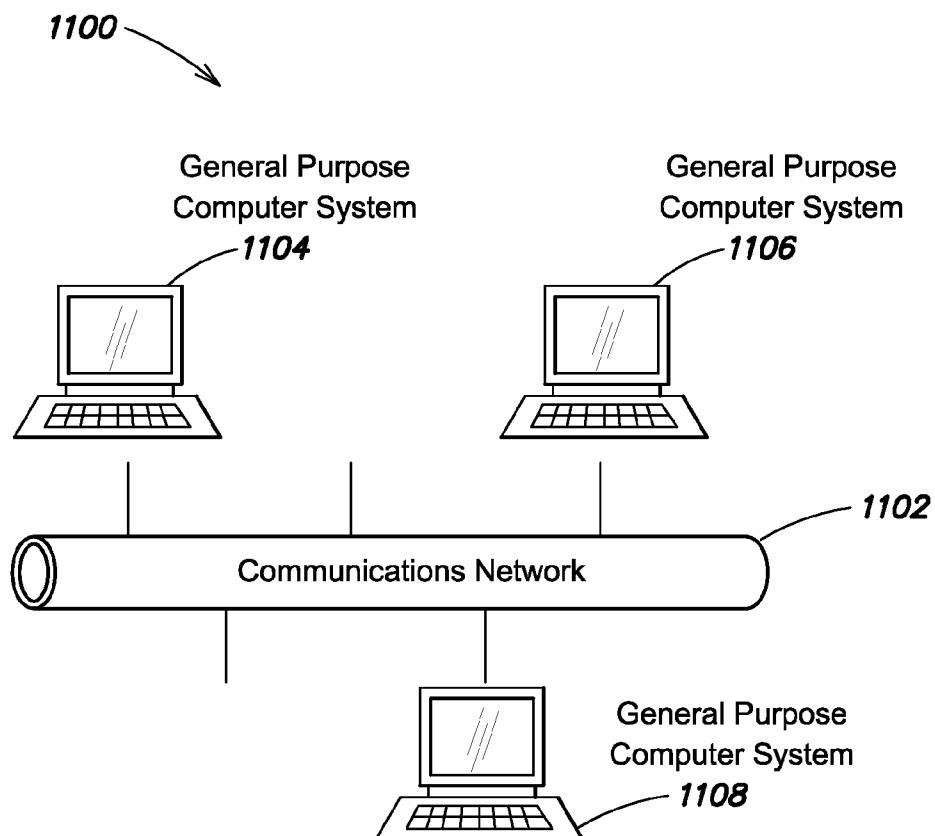 1100
General Purpose
Computer System
1104
General Purpose
Computer System
1106
1102
Communications Network
General Purpose
Computer System
1108